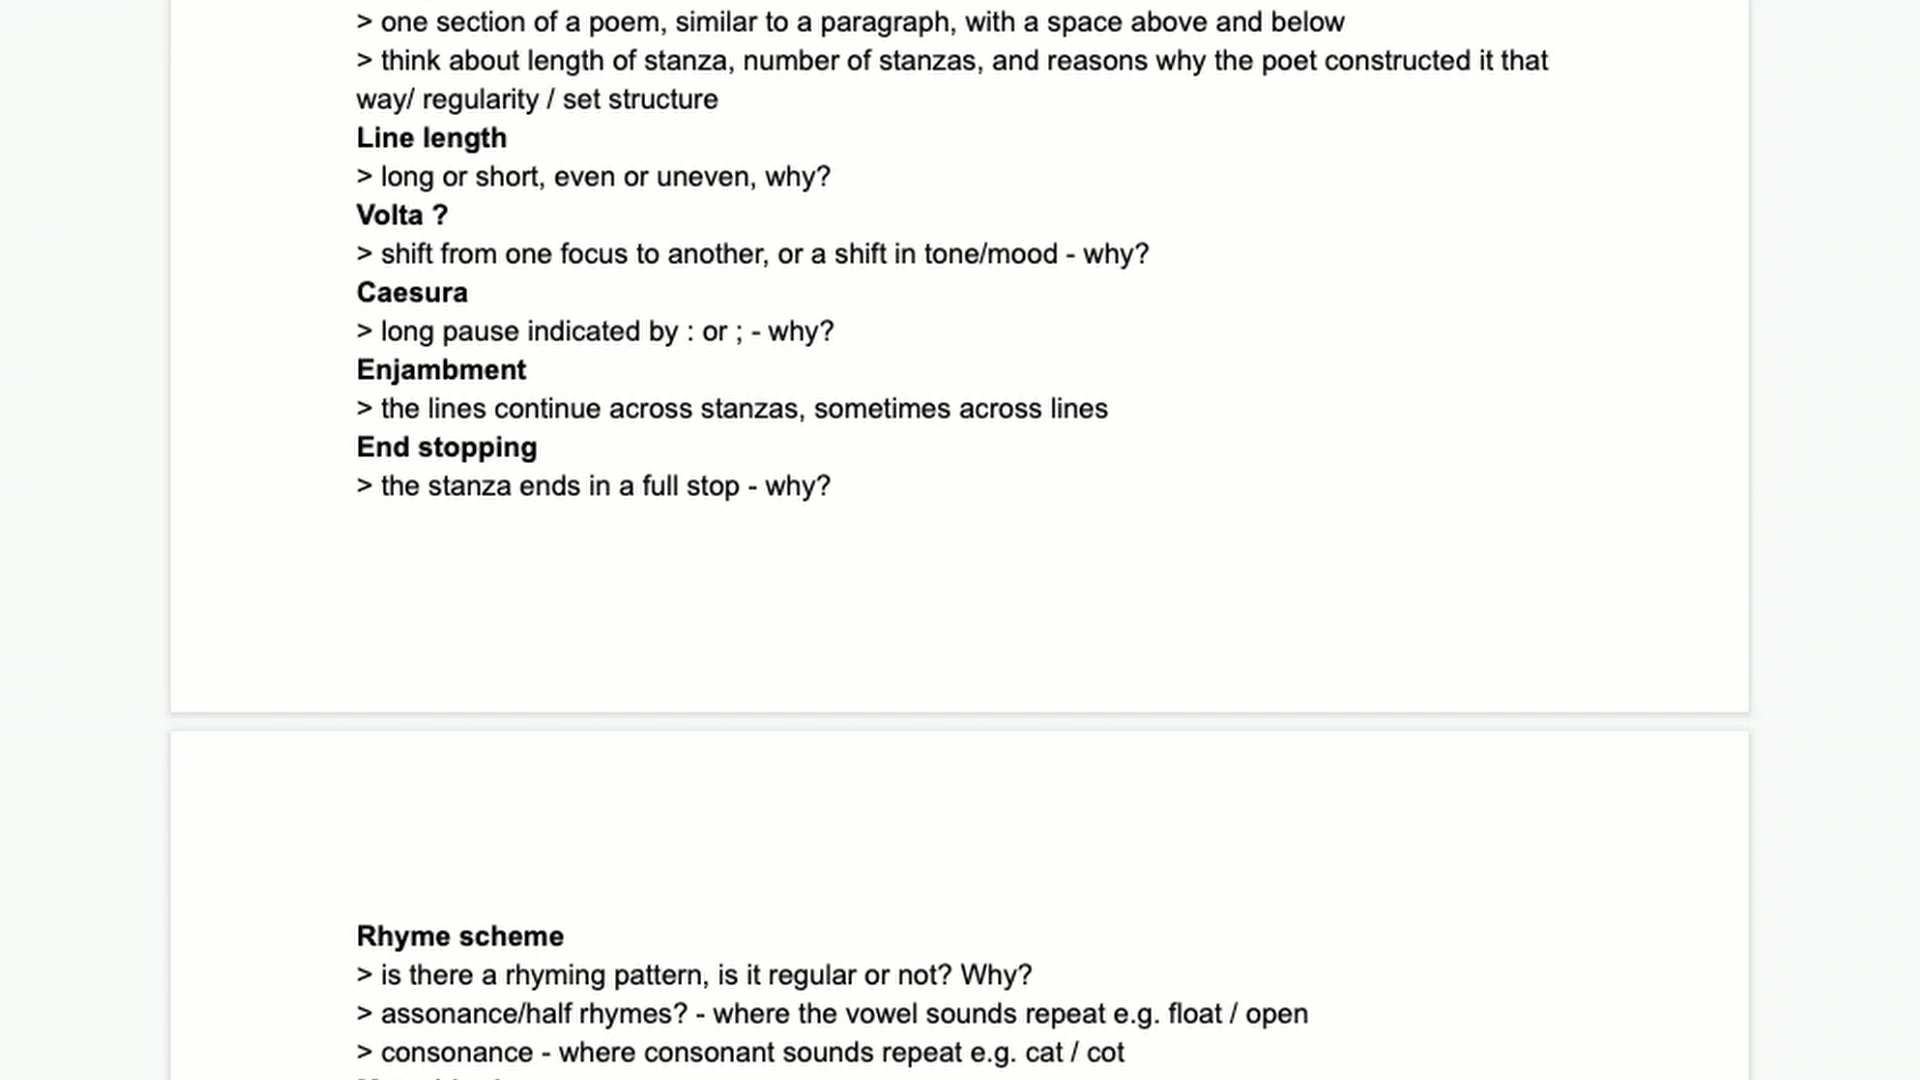 > one section of a poem, similar to a paragraph, with a space above and below
> think about length of stanza, number of stanzas, and reasons why the poet constructed it that
way/ regularity / set structure
Line length
> long or short, even or uneven, why?
Volta ?
> shift from one focus to another, or a shift in tone/mood - why?
Caesura
> long pause indicated by : or ; - why?
Enjambment
> the lines continue across stanzas, sometimes across lines
End stopping
> the stanza ends in a full stop - why?
Rhyme scheme
> is there a rhyming pattern, is it regular or not? Why?
> assonance/half rhymes? - where the vowel sounds repeat e.g. float / open
> consonance - where consonant sounds repeat e.g. cat / cot